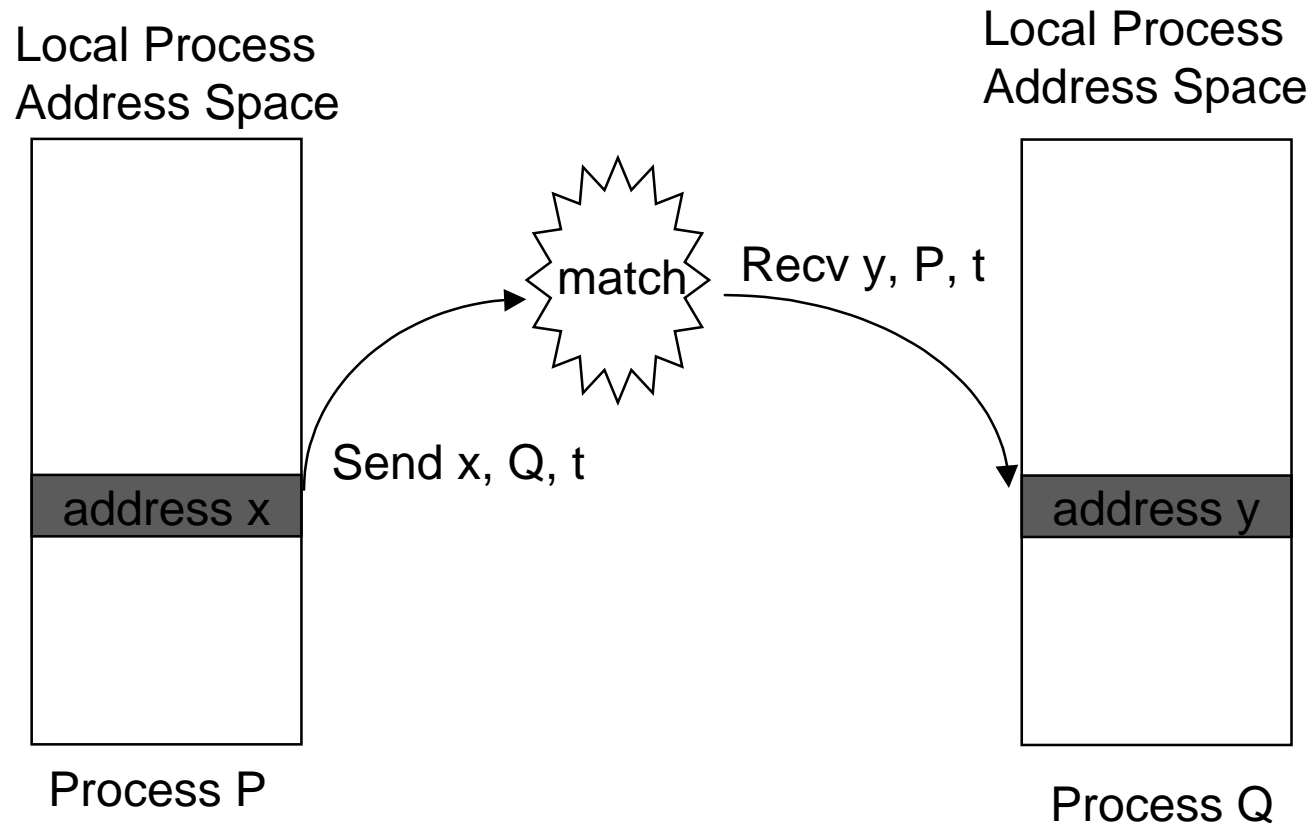 Local Process
Address Space
Local Process
Address Space
match
Recv y, P, t
Send x, Q, t
address x
address y
Process P
Process Q